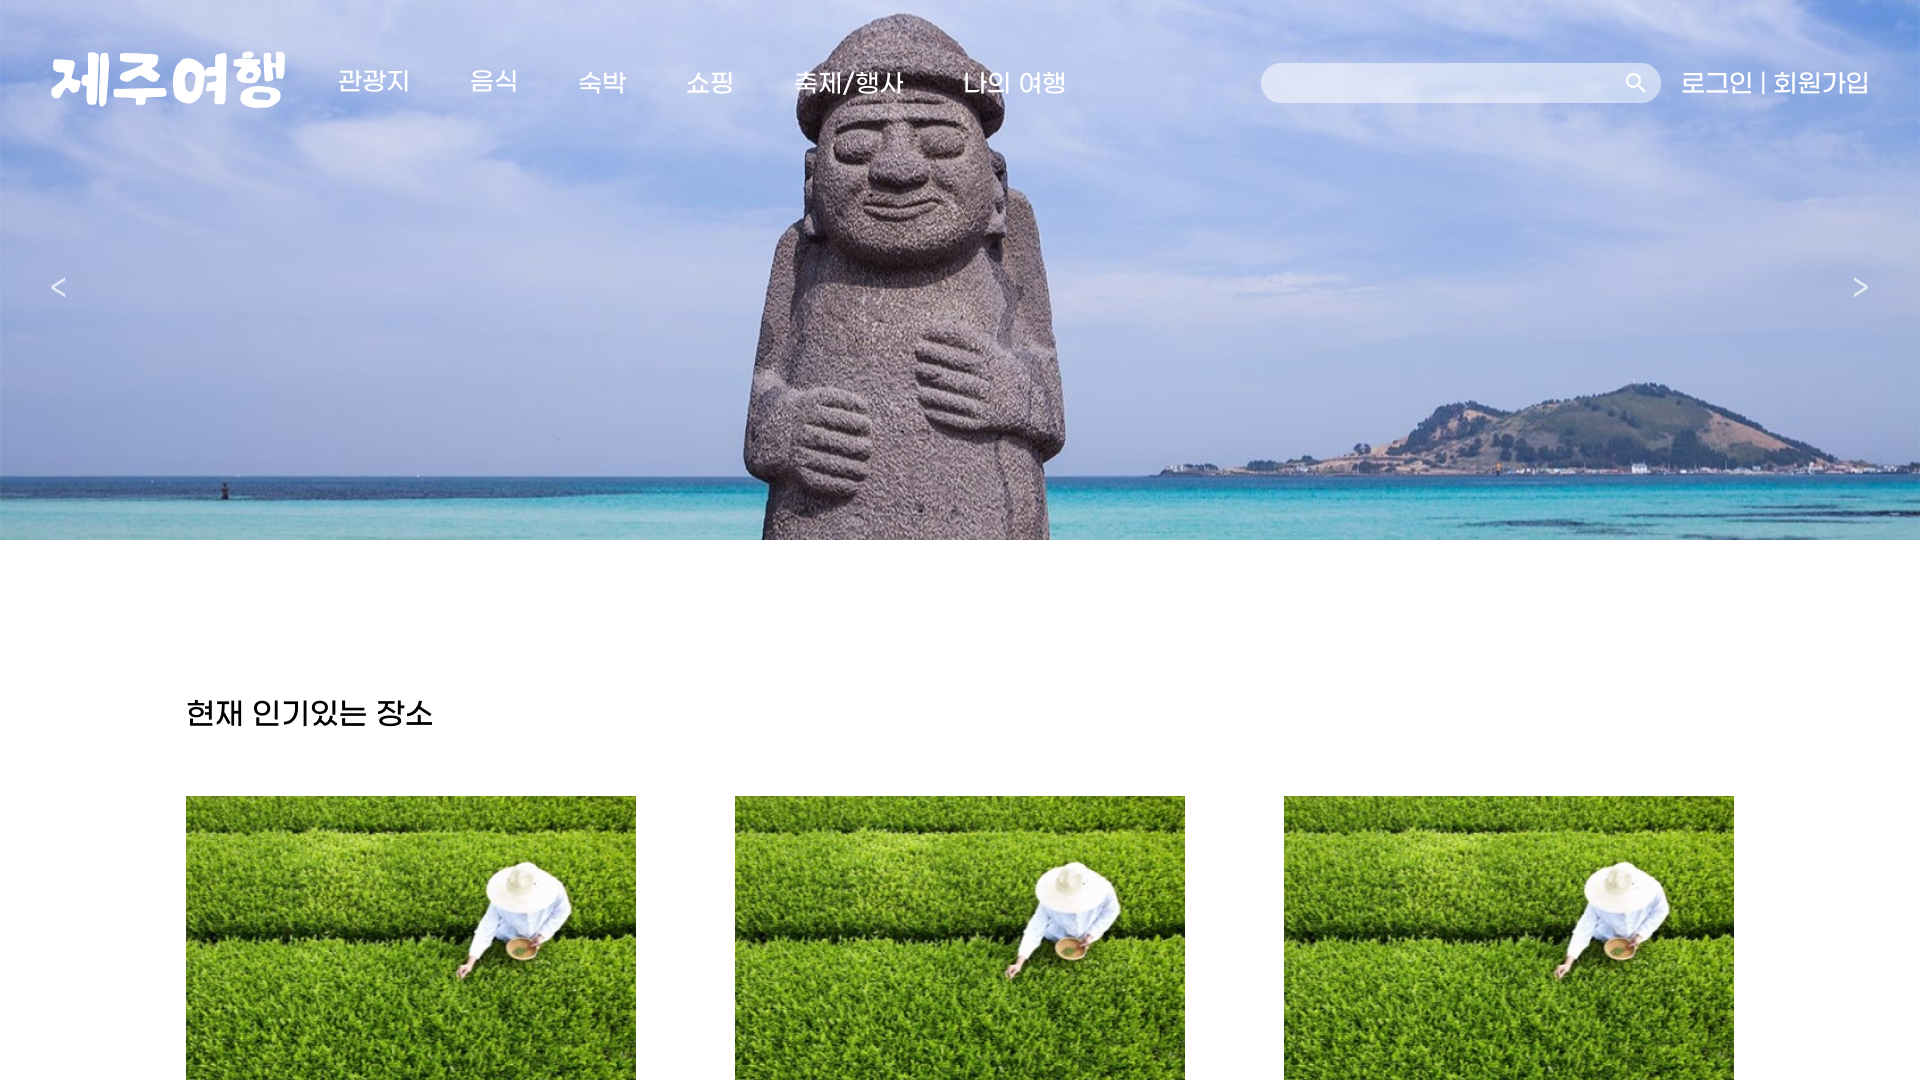 제주여행 관광지 음식 숙박 쇼핑 축제/행사 나의 여행 로그인 | 회원가입
< >
현재 인기있는 장소